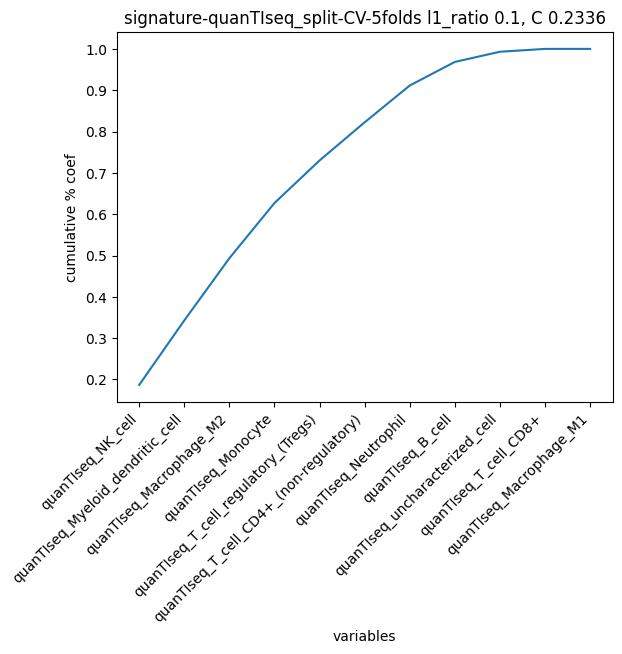 signature-quanTIseq_split-CV-5folds l1_ratio 0.1, C 0.2336
1.0
0.9
0.8
0.7
0.6
0.5
0.4
0.3
0.2
cumulative % coef
quanTIseq_NK_cell
quanTIseq_Myeloid_dendritic_cell
quanTIseq_Macrophage_M2
quanTIseq_Monocyte
quanTIseq_T_cell_regulatory_(Tregs)
quanTIseq_T_cell_CD4+_(non-regulatory)
quanTIseq_Neutrophil
quanTIseq_B_cell
quanTIseq_uncharacterized_cell
quanTIseq_T_cell_CD8+
quanTIseq_Macrophage_M1
variables